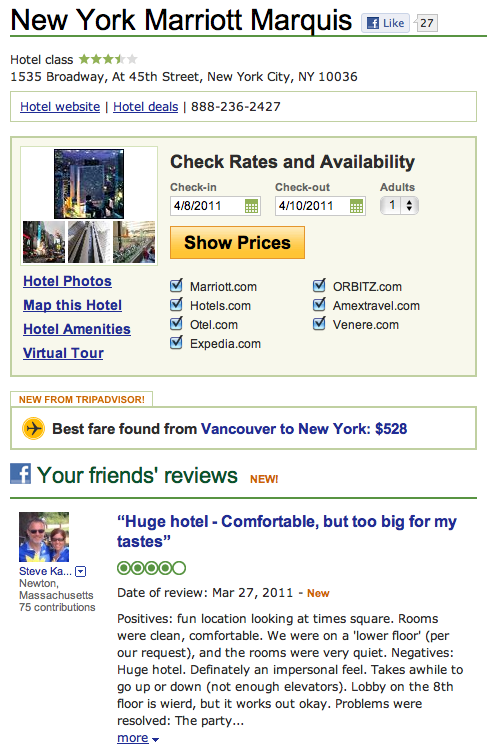 New York Marriott Marquis
Like
27
Hotel class
1535 Broadway, At 45th Street, New York City, NY 10036
Hotel website | Hotel deals | 888-236-2427
Check Rates and Availability
Check-in
Check-out
Adults
4/8/2011
4/10/2011
1
Show Prices
Hotel Photos
Map this Hotel
Hotel Amenities
Virtual Tour
Marriott.com
Hotels.com
Otel.com
Expedia.com
ORBITZ.com
Amextravel.com
Venere.com
NEW FROM TRIPADVISOR!
Best fare found from Vancouver to New York: $528
f Your friends' reviews NEW!
Steve Ka...
Newton,
Massachusetts
75 contributions
“Huge hotel - Comfortable, but too big for my
tastes”
Date of review: Mar 27, 2011 - New
Positives: fun location looking at times square. Rooms
were clean, comfortable. We were on a 'lower floor' (per
our request), and the rooms were very quiet. Negatives:
Huge hotel. Definately an impersonal feel. Takes awhile to
go up or down (not enough elevators). Lobby on the 8th
floor is wierd, but it works out okay. Problems were
resolved: The party...
more